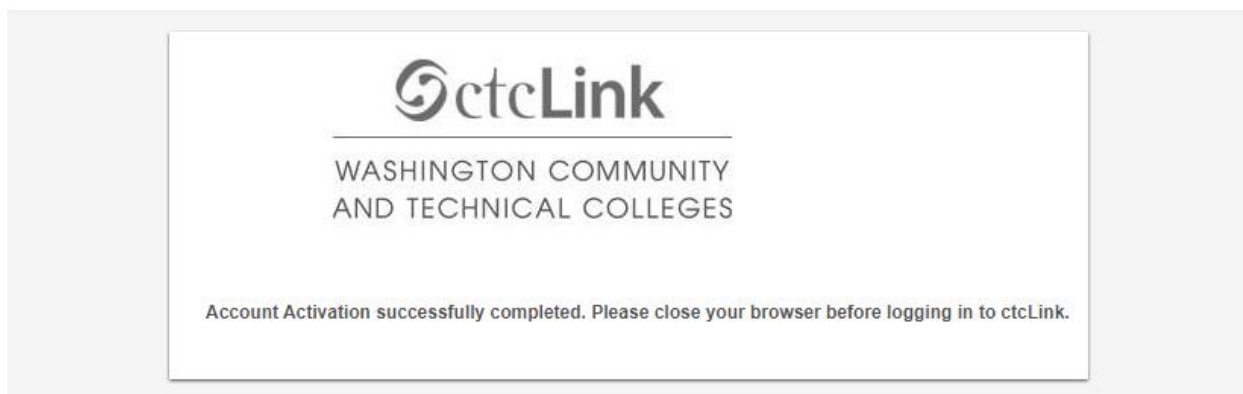 ctcLink
WASHINGTON COMMUNITY
AND TECHNICAL COLLEGES
Account Activation successfully completed. Please close your browser before logging in to ctcLink.